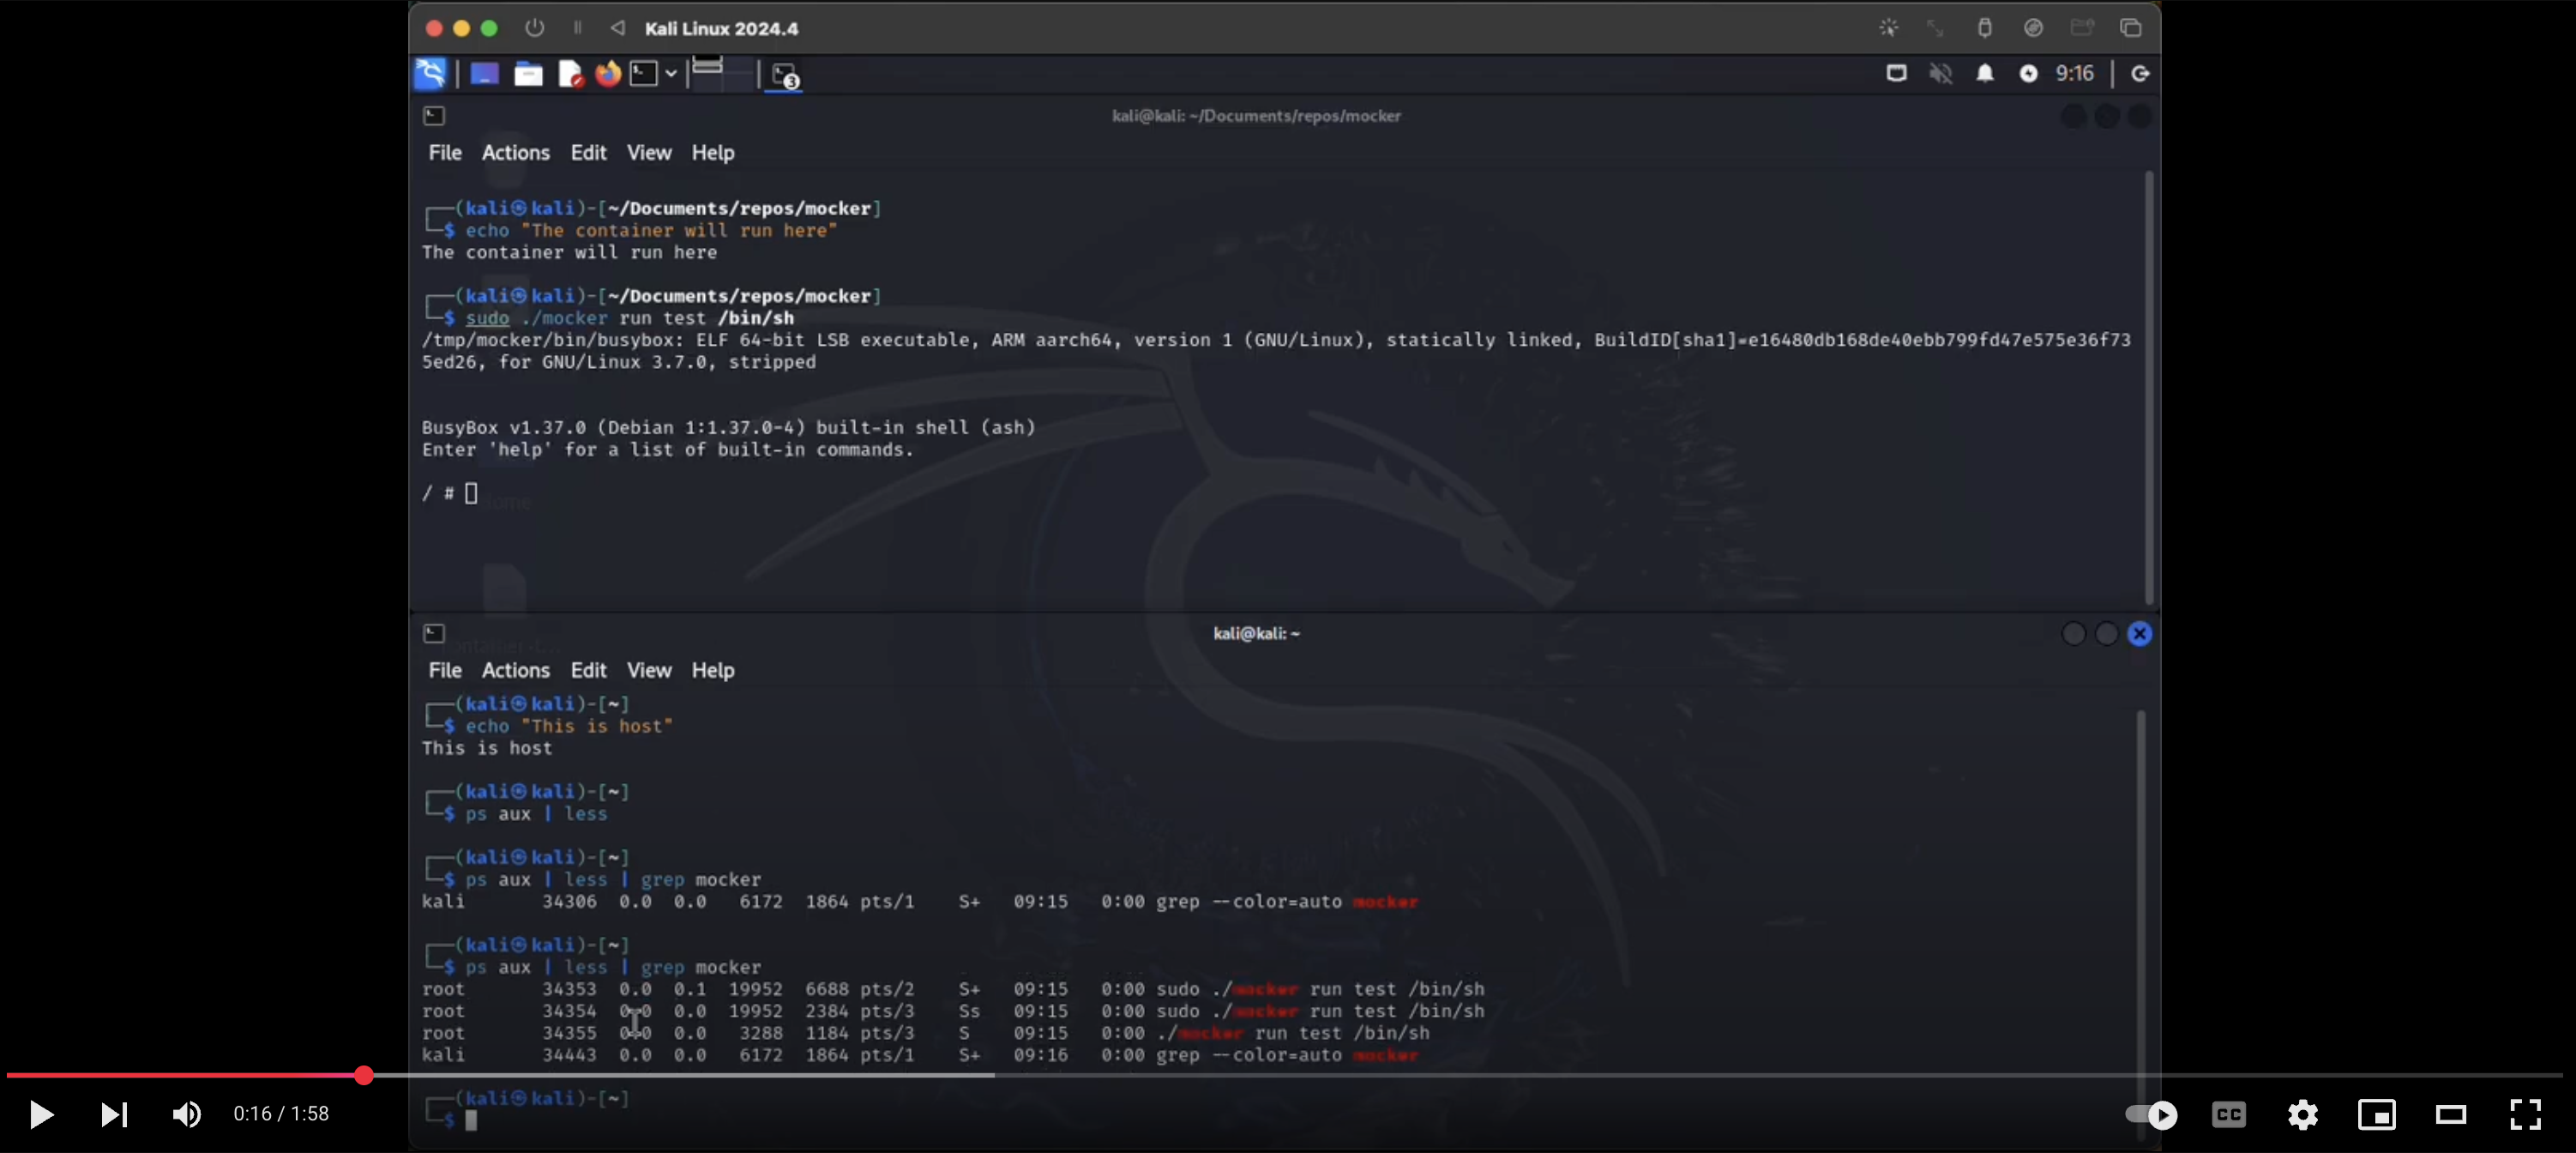 Kali Linux 2024.4
3
9:16
kali@kali: ~/Documents/repos/mocker
File Actions Edit View Help
┌──(kali㉿kali)-[~/Documents/repos/mocker]
└─$ echo "The container will run here"
The container will run here
┌──(kali㉿kali)-[~/Documents/repos/mocker]
└─$ sudo ./mocker run test /bin/sh
/tmp/mocker/bin/busybox: ELF 64-bit LSB executable, ARM aarch64, version 1 (GNU/Linux), statically linked, BuildID[sha1]=e16480db168de40ebb799fd47e575e36f73
5ed26, for GNU/Linux 3.7.0, stripped
BusyBox v1.37.0 (Debian 1:1.37.0-4) built-in shell (ash)
Enter 'help' for a list of built-in commands.
/ #
kali@kali: ~
File Actions Edit View Help
┌──(kali㉿kali)-[~]
└─$ echo "This is host"
This is host
┌──(kali㉿kali)-[~]
└─$ ps aux | less
┌──(kali㉿kali)-[~]
└─$ ps aux | less | grep mocker
kali 34306 0.0 0.0 6172 1864 pts/1 S+ 09:15 0:00 grep --color=auto mocker
┌──(kali㉿kali)-[~]
└─$ ps aux | less | grep mocker
root 34353 0.0 0.1 19952 6688 pts/2 S+ 09:15 0:00 sudo ./mocker run test /bin/sh
root 34354 0.0 0.0 19952 2384 pts/3 Ss 09:15 0:00 sudo ./mocker run test /bin/sh
root 34355 0.0 0.0 3288 1184 pts/3 S 09:15 0:00 ./mocker run test /bin/sh
kali 34443 0.0 0.0 6172 1864 pts/1 S+ 09:16 0:00 grep --color=auto mocker
┌──(kali㉿kali)-[~]
└─$
0:16 / 1:58
CC